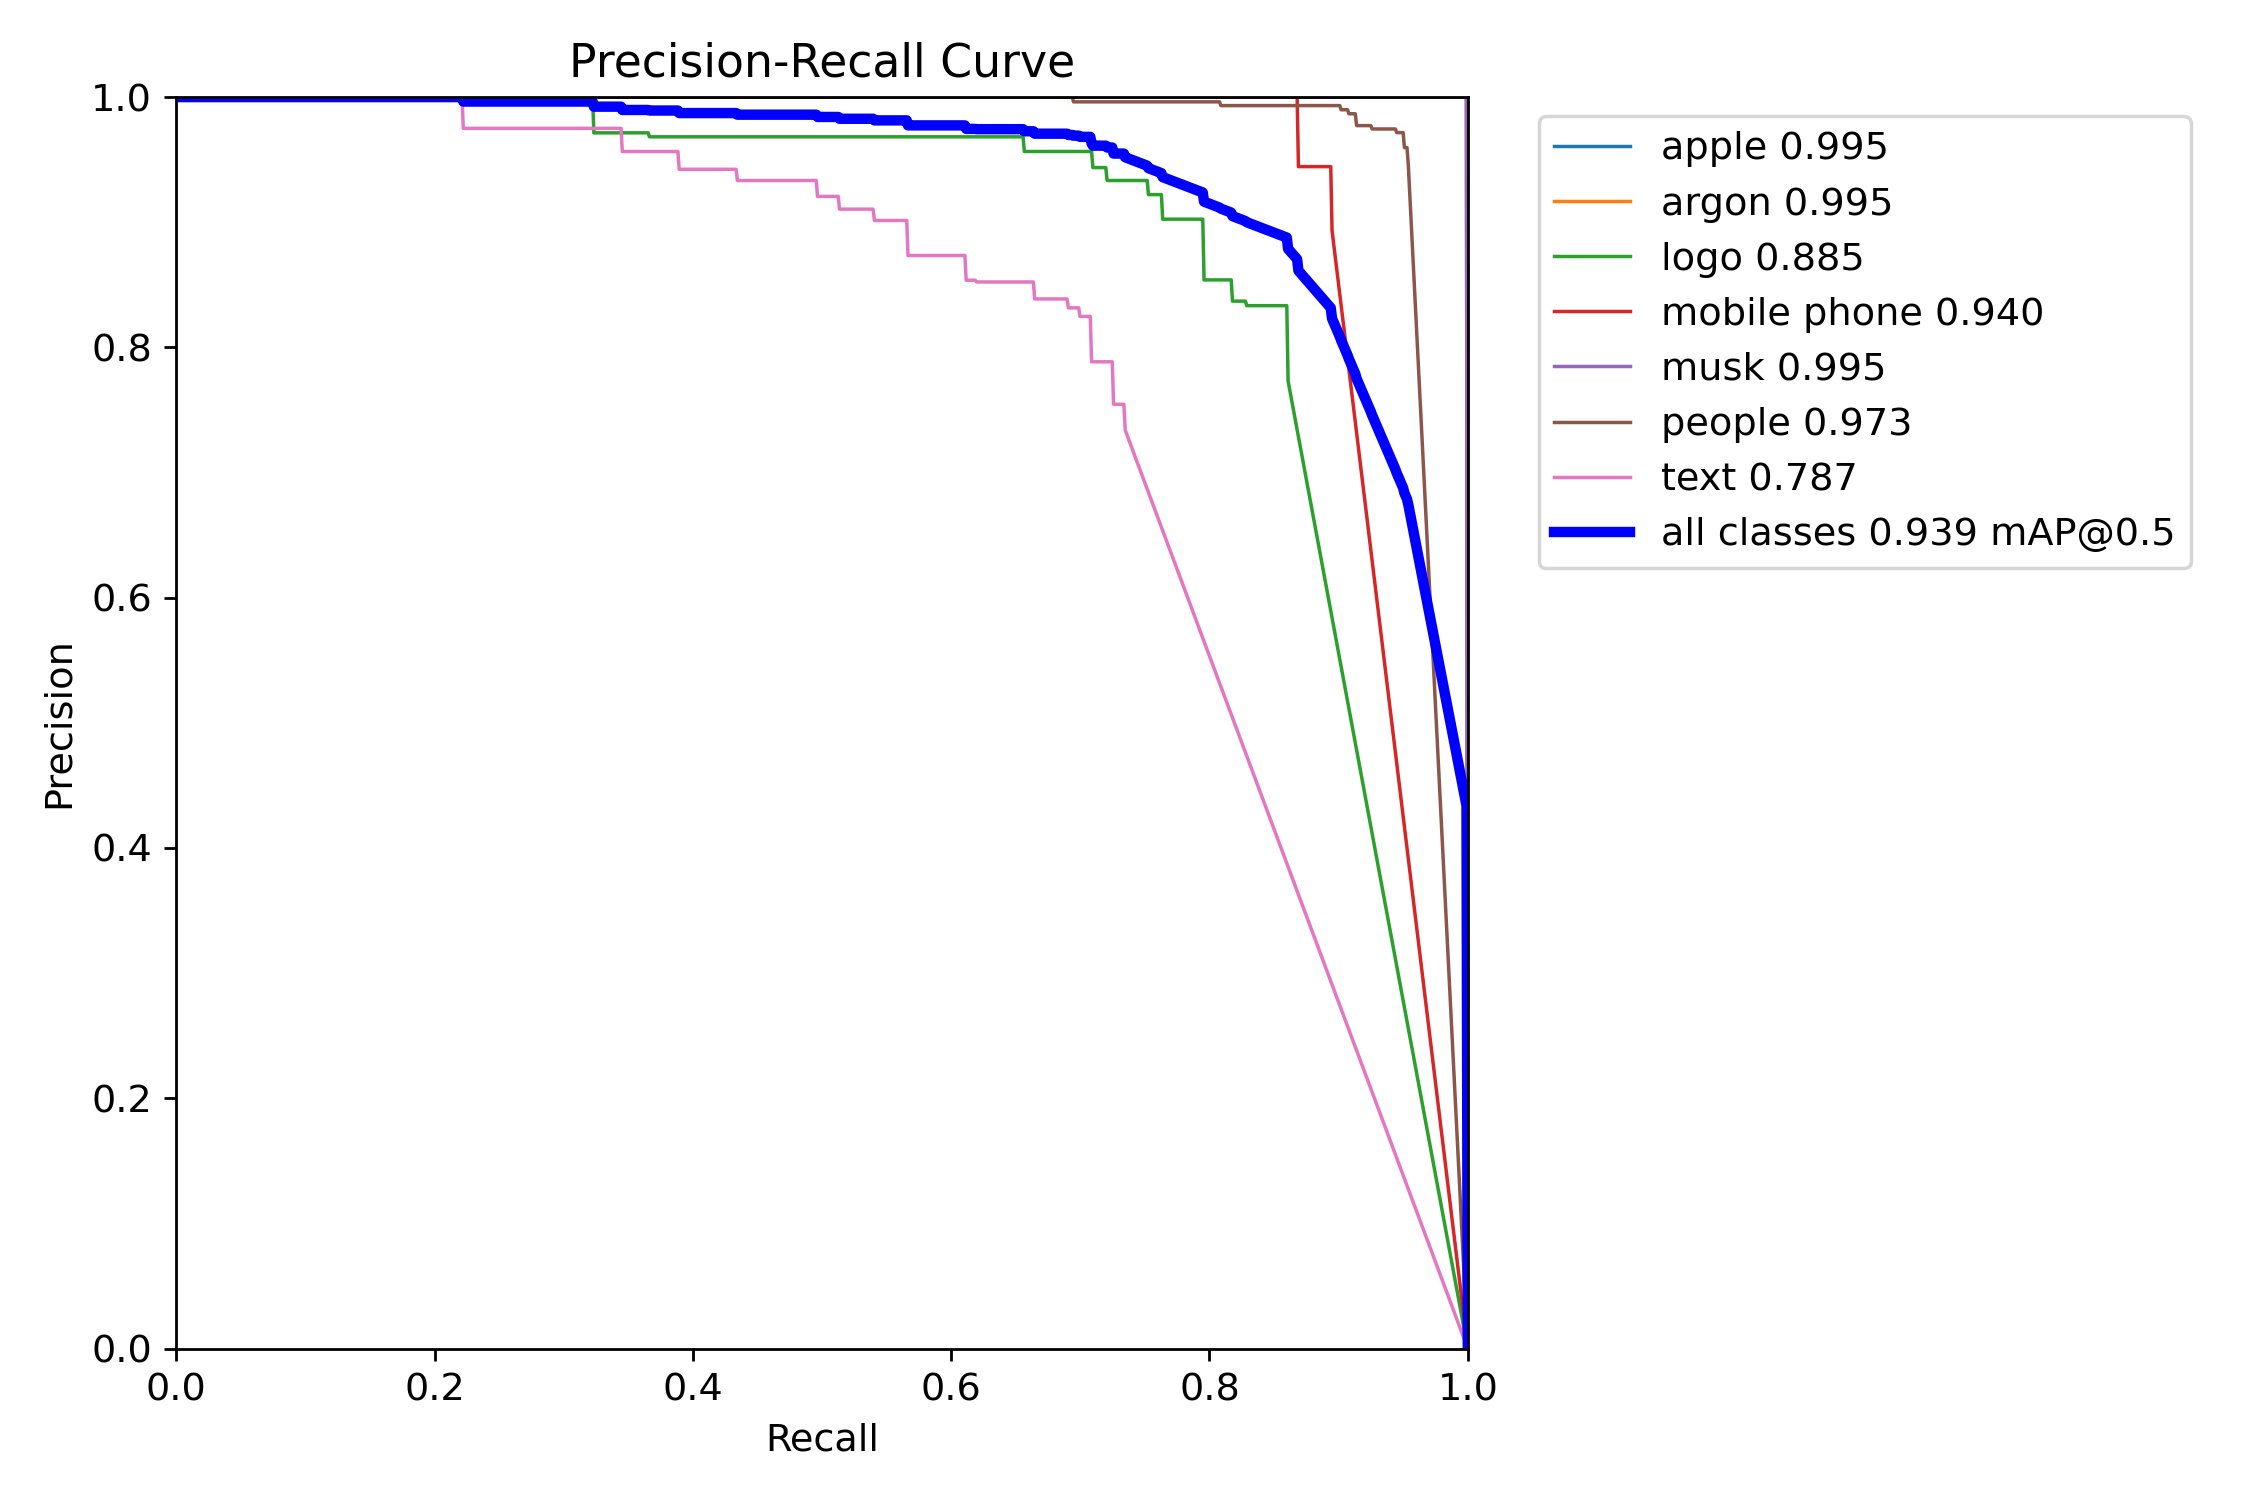 Precision-Recall Curve
1.0
0.8
0.6
0.4
0.2
0.0
Precision
0.0 0.2 0.4 0.6 0.8 1.0
Recall
apple 0.995
argon 0.995
logo 0.885
mobile phone 0.940
musk 0.995
people 0.973
text 0.787
all classes 0.939 mAP@0.5